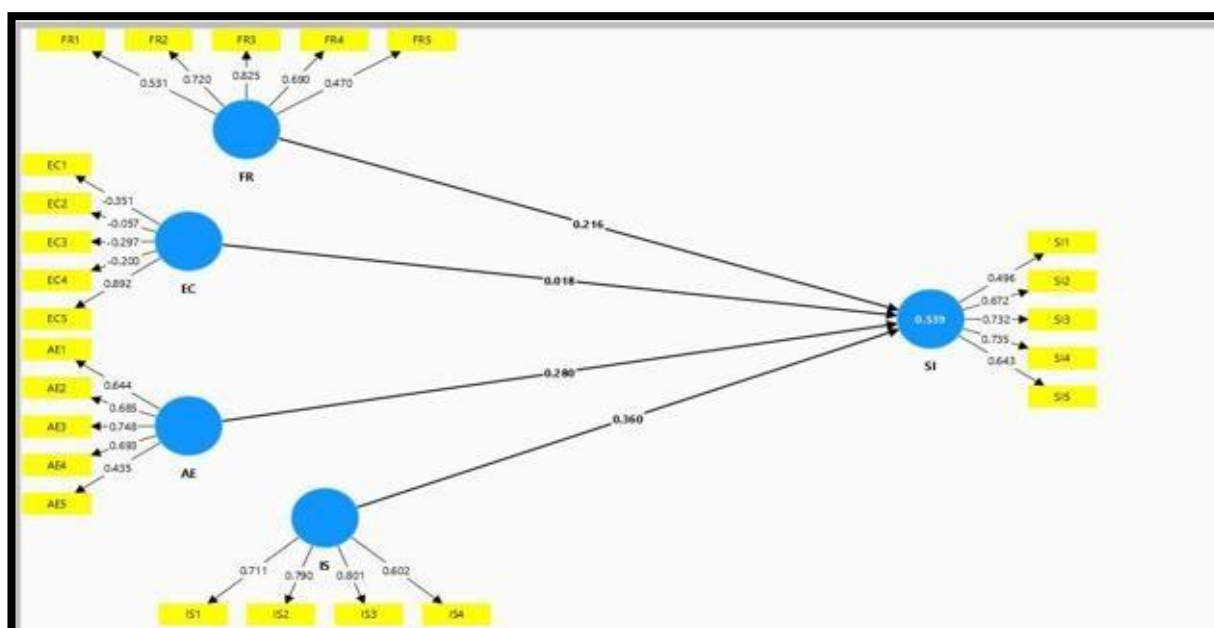 FR1 FR2 FR3 FR4 FR5
0.531 0.720 0.825 0.690 0.470
FR
EC1
EC2
EC3
EC4
EC5
-0.351
-0.057
-0.297
-0.200
0.892
EC
AE1
AE2
AE3
AE4
AE5
0.644
0.685
0.748
0.693
0.435
AE
IS
0.711 0.790 0.801 0.602
IS1 IS2 IS3 IS4
0.216
0.018
0.280
0.360
0.539
SI
0.496
0.672
0.732
0.735
0.643
SI1
SI2
SI3
SI4
SI5